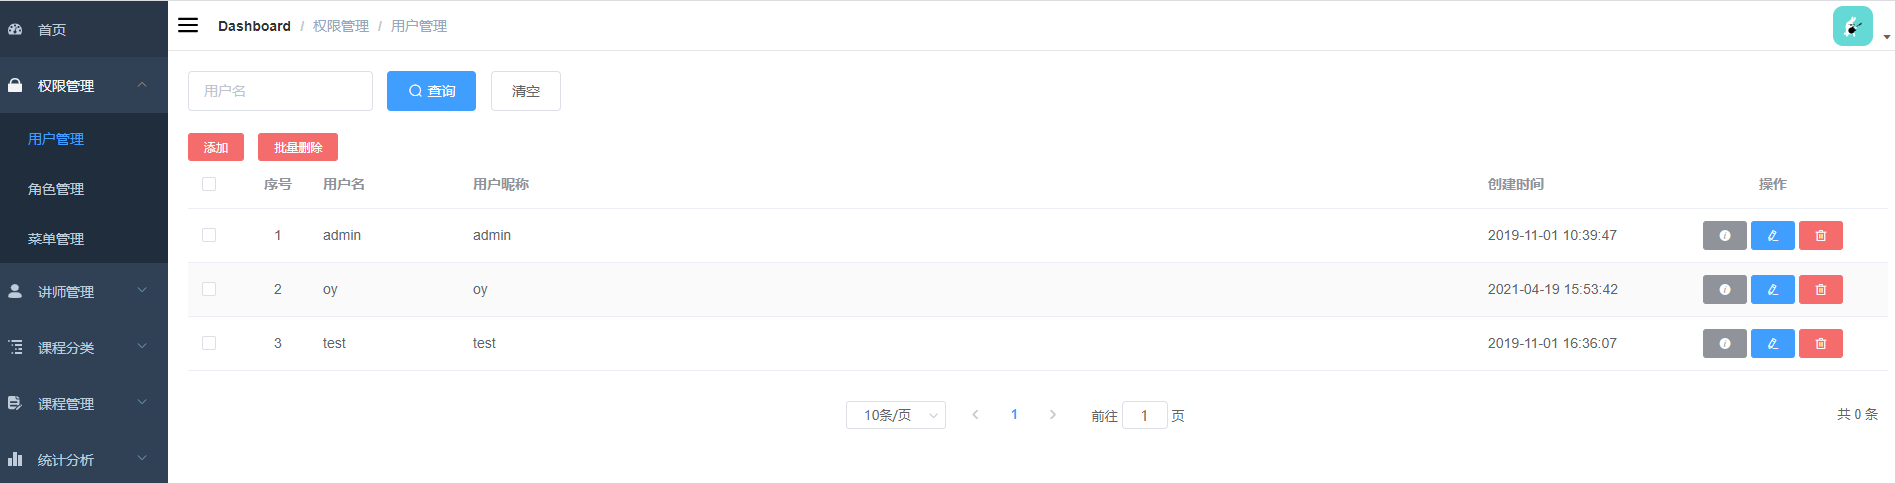 首页
权限管理
用户管理
角色管理
菜单管理
讲师管理
课程分类
课程管理
统计分析
Dashboard / 权限管理 / 用户管理
用户名 查询 清空
添加 批量删除
序号 用户名 用户昵称 创建时间 操作
1 admin admin 2019-11-01 10:39:47
2 oy oy 2021-04-19 15:53:42
3 test test 2019-11-01 16:36:07
10条/页 1 前往 1 页 共 0 条